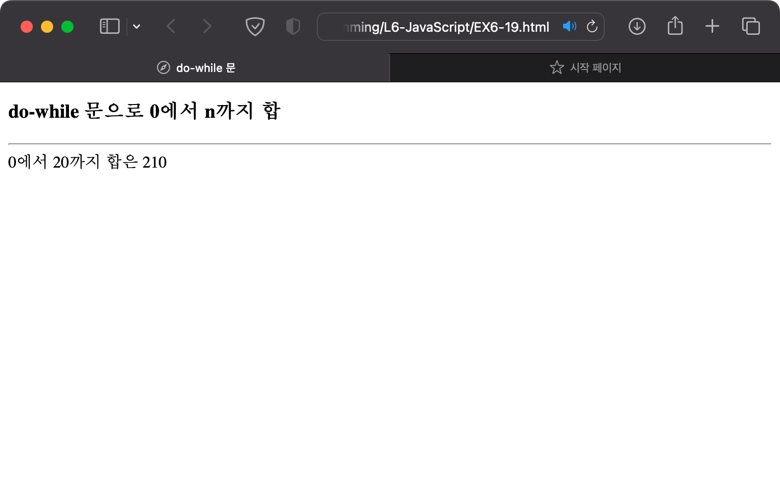 ming/L6-JavaScript/EX6-19.html
do-while 문
시작 페이지
do-while 문으로 0에서 n까지 합
0에서 20까지 합은 210